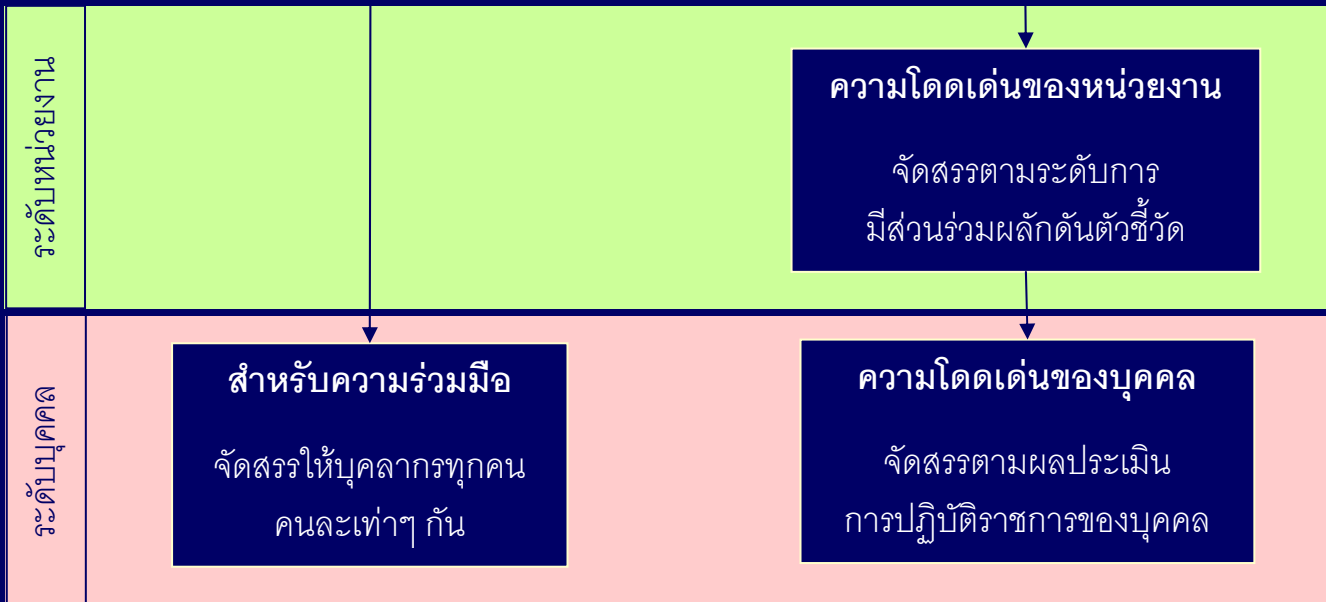 ระดับหน่วยงาน
ความโดดเด่นของหน่วยงาน
จัดสรรตามระดับการ
มีส่วนร่วมผลักดันตัวชี้วัด
ระดับบุคคล
สำหรับความร่วมมือ
จัดสรรให้บุคลากรทุกคน
คนละเท่าๆ กัน
ความโดดเด่นของบุคคล
จัดสรรตามผลประเมิน
การปฏิบัติราชการของบุคคล